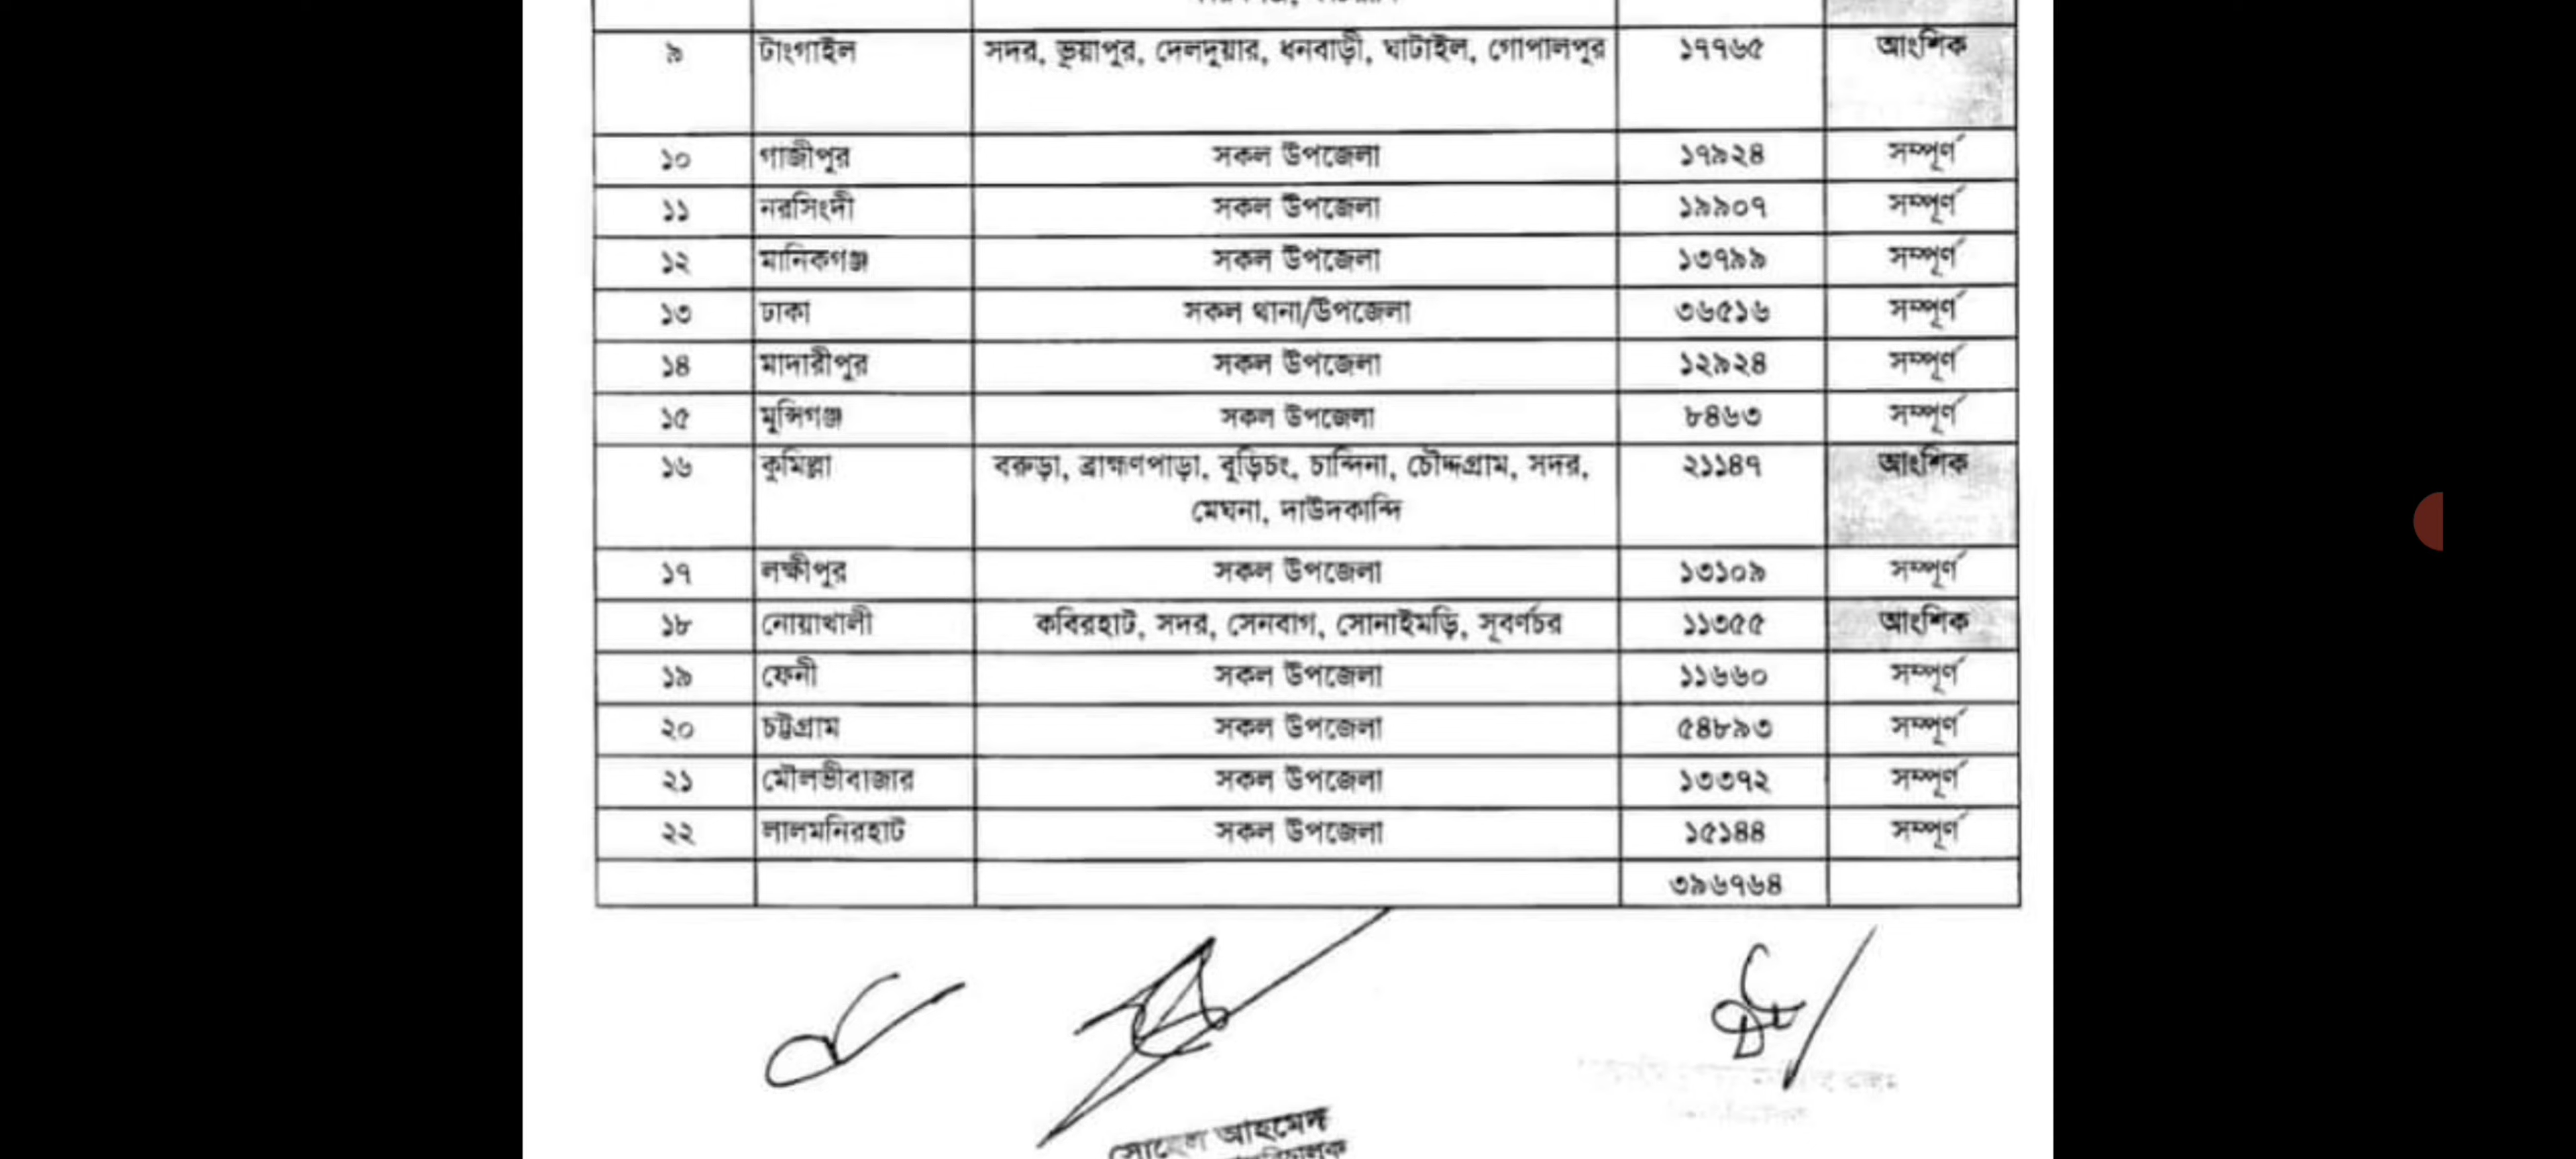 ৯ টাংগাইল সদর, ভূয়াপুর, দেলদুয়ার, ধনবাড়ী, ঘাটাইল, গোপালপুর ১৭৭৬৫ আংশিক
১০ গাজীপুর সকল উপজেলা ১৭৯২৪ সম্পূর্ণ
১১ নরসিংদী সকল উপজেলা ১৯৯০৭ সম্পূর্ণ
১২ মানিকগঞ্জ সকল উপজেলা ১৩৭৯৯ সম্পূর্ণ
১৩ ঢাকা সকল থানা/উপজেলা ৩৬৫১৬ সম্পূর্ণ
১৪ মাদারীপুর সকল উপজেলা ১২৯২৪ সম্পূর্ণ
১৫ মুন্সিগঞ্জ সকল উপজেলা ৮৪৬৩ সম্পূর্ণ
১৬ কুমিল্লা বরুড়া, ব্রাহ্মণপাড়া, বুড়িচং, চান্দিনা, চৌদ্দগ্রাম, সদর, ২১১৪৭ আংশিক
মেঘনা, দাউদকান্দি
১৭ লক্ষীপুর সকল উপজেলা ১৩১০৯ সম্পূর্ণ
১৮ নোয়াখালী কবিরহাট, সদর, সেনবাগ, সোনাইমড়ি, সূবর্ণচর ১১৩৫৫ আংশিক
১৯ ফেনী সকল উপজেলা ১১৬৬০ সম্পূর্ণ
২০ চট্টগ্রাম সকল উপজেলা ৫৪৮৯৩ সম্পূর্ণ
২১ মৌলভীবাজার সকল উপজেলা ১৩৩৭২ সম্পূর্ণ
২২ লালমনিরহাট সকল উপজেলা ১৫১৪৪ সম্পূর্ণ
৩৯৬৭৬৪
সোহেল আহমেদ